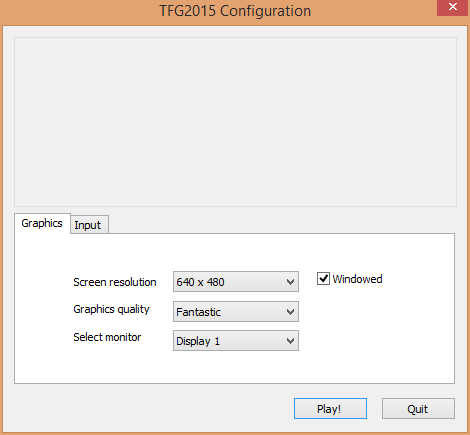 TFG2015 Configuration
Graphics
Input
Screen resolution
640 x 480
Windowed
Graphics quality
Fantastic
Select monitor
Display 1
Play!
Quit